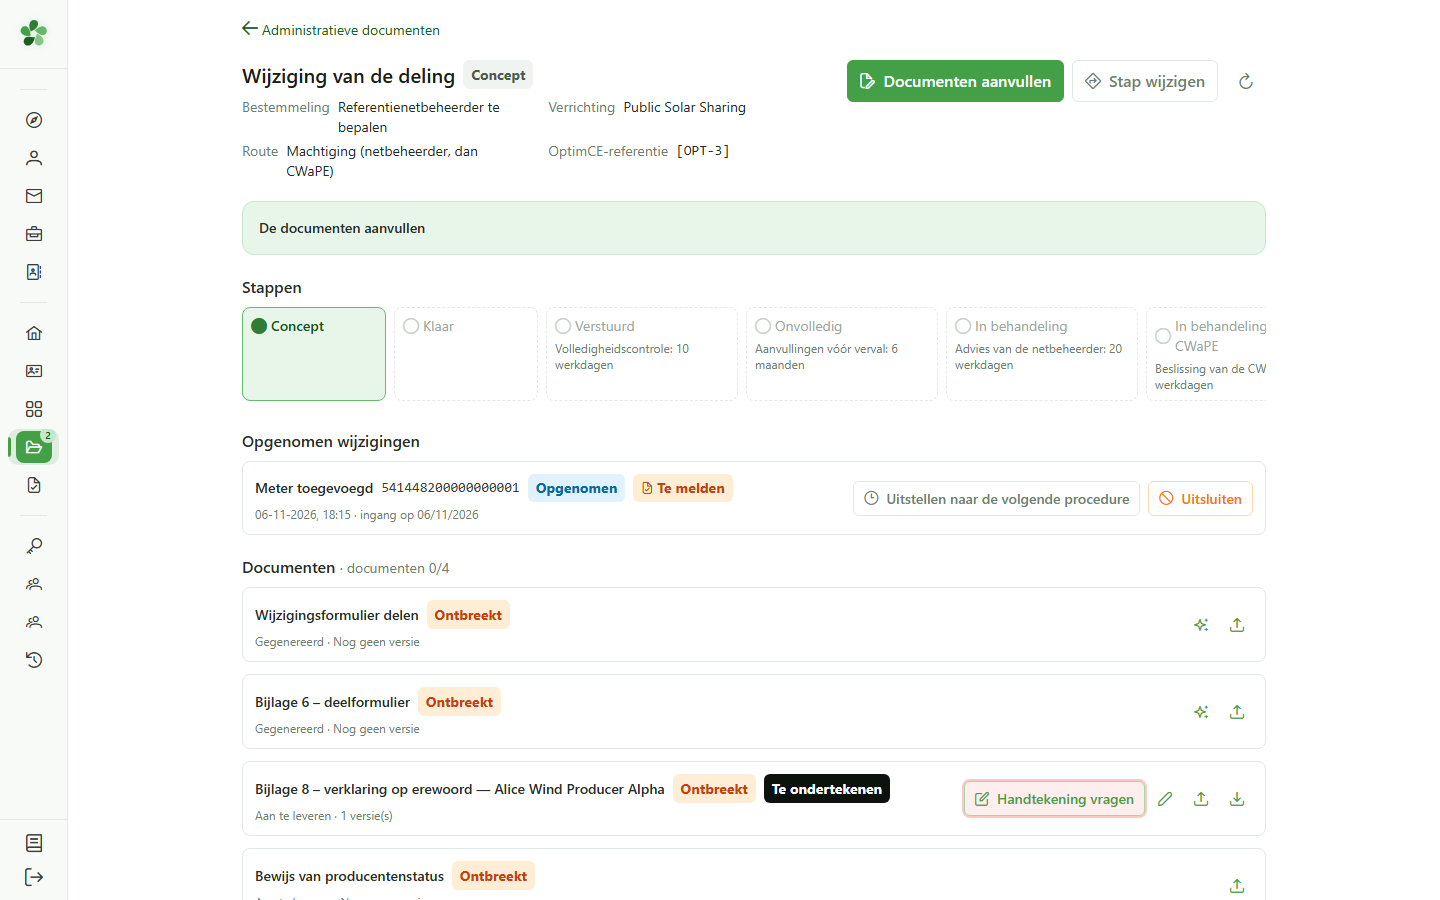 Administratieve documenten
Wijziging van de deling
Concept
Documenten aanvullen
Stap wijzigen
Bestemmeling
Referentienetbeheerder te
bepalen
Verrichting
Public Solar Sharing
Route
Machtiging (netbeheerder, dan
CWaPE)
OptimCE-referentie
[OPT-3]
De documenten aanvullen
Stappen
Concept
Klaar
Verstuurd
Volledigheidscontrole: 10
werkdagen
Onvolledig
Aanvullingen vóór verval: 6
maanden
In behandeling
Advies van de netbeheerder: 20
werkdagen
In behandeling
CWaPE
Beslissing van de CW
werkdagen
Opgenomen wijzigingen
Meter toegevoegd 541448200000000001 Opgenomen Te melden
06-11-2026, 18:15 · ingang op 06/11/2026
Uitstellen naar de volgende procedure
Uitsluiten
2
Documenten · documenten 0/4
Wijzigingsformulier delen Ontbreekt
Gegenereerd · Nog geen versie
Bijlage 6 – deelformulier Ontbreekt
Gegenereerd · Nog geen versie
Bijlage 8 – verklaring op erewoord — Alice Wind Producer Alpha Ontbreekt Te ondertekenen
Aan te leveren · 1 versie(s)
Handtekening vragen
Bewijs van producentenstatus Ontbreekt